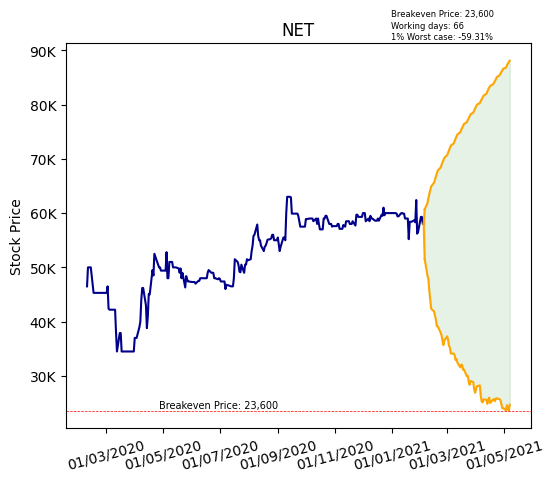 Breakeven Price: 23,600
Working days: 66
1% Worst case: -59.31%
NET
90K
80K
70K
60K
50K
40K
30K
Stock Price
Breakeven Price: 23,600
01/03/2020
01/05/2020
01/07/2020
01/09/2020
01/11/2020
01/01/2021
01/03/2021
01/05/2021